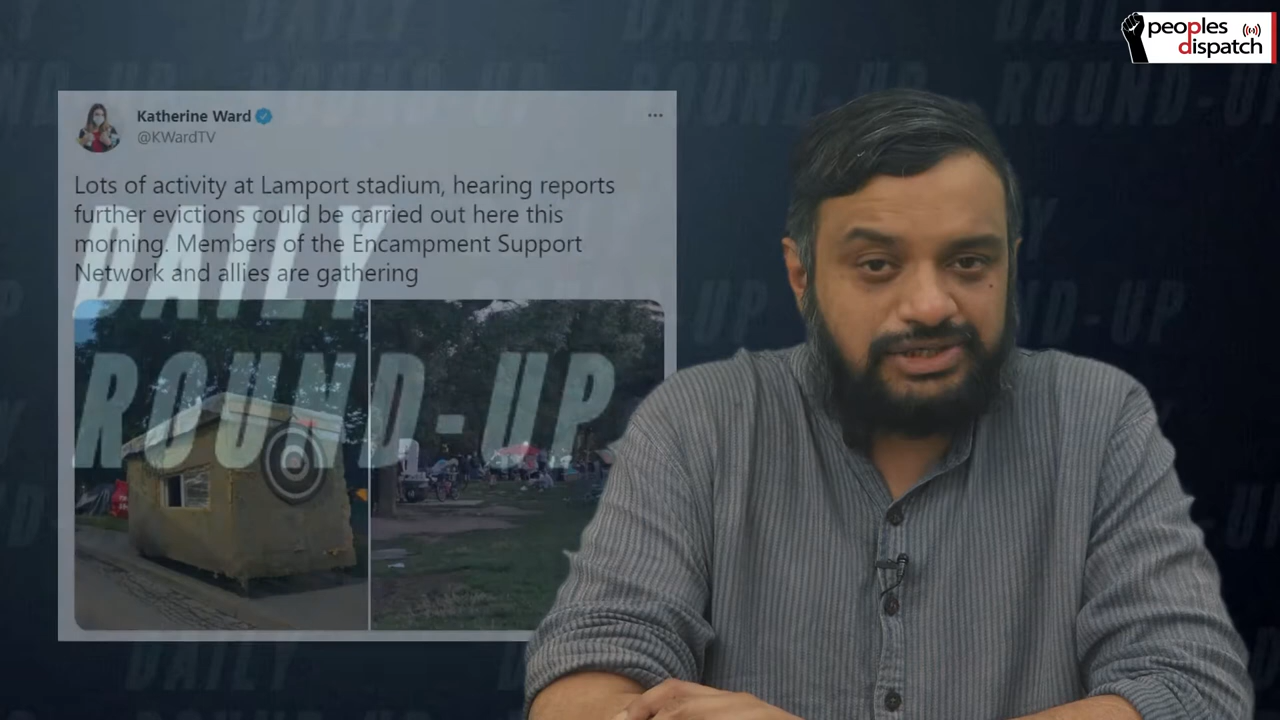 peoples
dispatch
Katherine Ward
@KWardTV
Lots of activity at Lamport stadium, hearing reports
further evictions could be carried out here this
morning. Members of the Encampment Support
Network and allies are gathering
DAILY
ROUND-UP